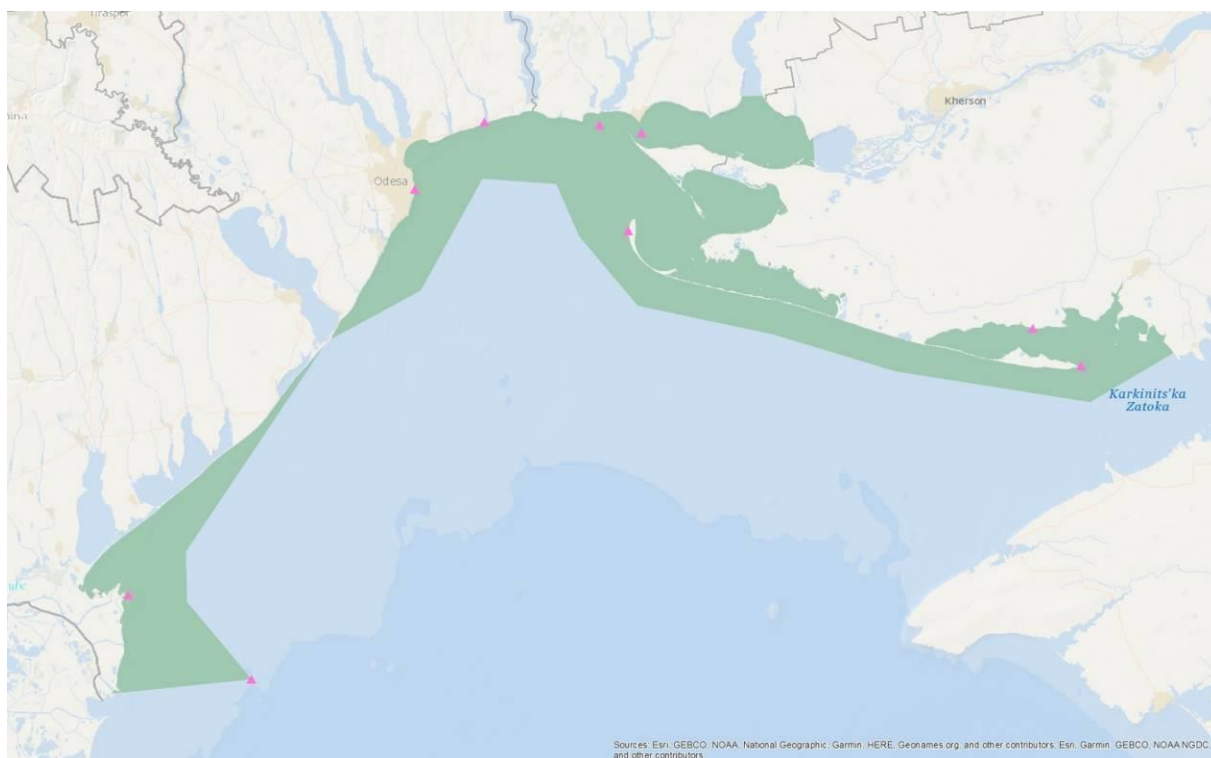 Kherson
Odesa
Karkinits'ka
Zatoka
Sources: Esri, GEBCO, NOAA, National Geographic, Garmin, HERE, Geonames.org, and other contributors, Esri, Garmin, GEBCO, NOAA NGDC,
and other contributors